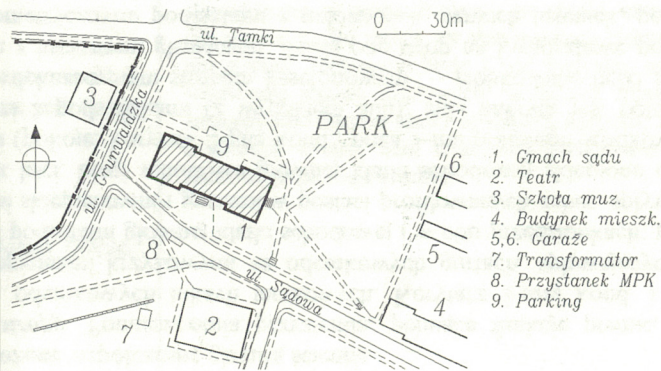 0 30m
ul. Tamki
3
ul. Grunwaldzka
PARK
9
6
5
8
ul. Sądowa
4
7
2
1. Gmach sądu
2. Teatr
3. Szkoła muz.
4. Budynek mieszk.
5,6. Garaże
7. Transformator
8. Przystanek MPK
9. Parking